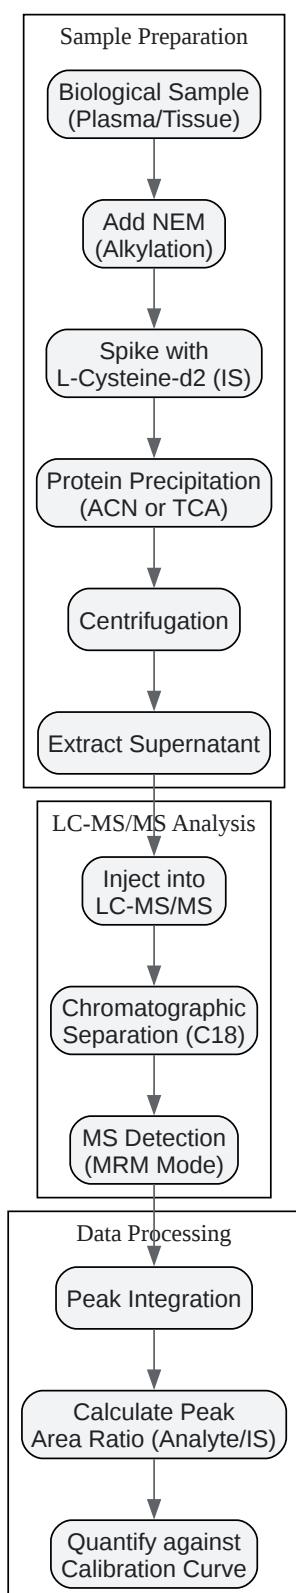 Sample Preparation
Biological Sample
(Plasma/Tissue)
Add NEM
(Alkylation)
Spike with
L-Cysteine-d2 (IS)
Protein Precipitation
(ACN or TCA)
Centrifugation
Extract Supernatant
LC-MS/MS Analysis
Inject into
LC-MS/MS
Chromatographic
Separation (C18)
MS Detection
(MRM Mode)
Data Processing
Peak Integration
Calculate Peak
Area Ratio (Analyte/IS)
Quantify against
Calibration Curve